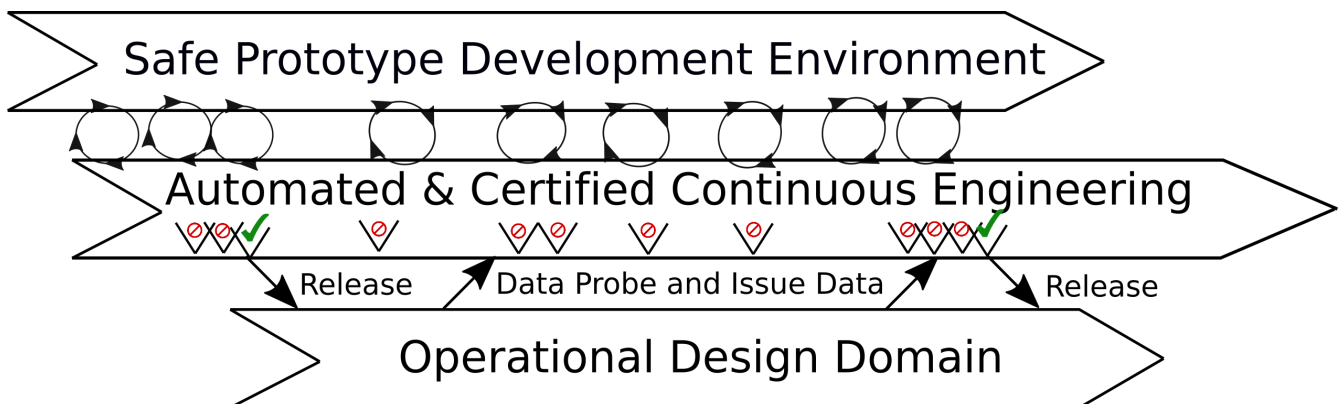 Safe Prototype Development Environment
Automated & Certified Continuous Engineering
Release
Data Probe and Issue Data
Release
Operational Design Domain